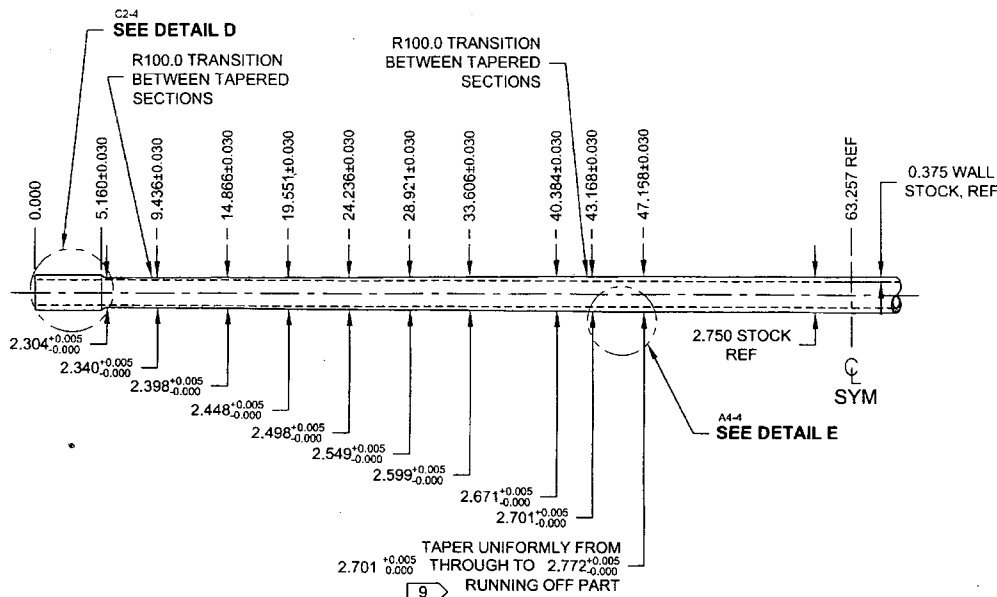 C2-4
SEE DETAIL D
R100.0 TRANSITION
BETWEEN TAPERED
SECTIONS
R100.0 TRANSITION
BETWEEN TAPERED
SECTIONS
0.000
5.160±0.030
9.436±0.030
14.866±0.030
19.551±0.030
24.236±0.030
28.921±0.030
33.606±0.030
40.384±0.030
43.168±0.030
47.158±0.030
63.257 REF
0.375 WALL
STOCK, REF
2.304 +0.005 -0.000
2.340 +0.005 -0.000
2.398 +0.005 -0.000
2.448 +0.005 -0.000
2.498 +0.005 -0.000
2.549 +0.005 -0.000
2.599 +0.005 -0.000
2.671 +0.005 -0.000
2.701 +0.005 -0.000
2.750 STOCK
REF
℄
SYM
A4-4
SEE DETAIL E
TAPER UNIFORMLY FROM
2.701 +0.005 0.000 THROUGH TO 2.772 +0.005 -0.000
9 RUNNING OFF PART